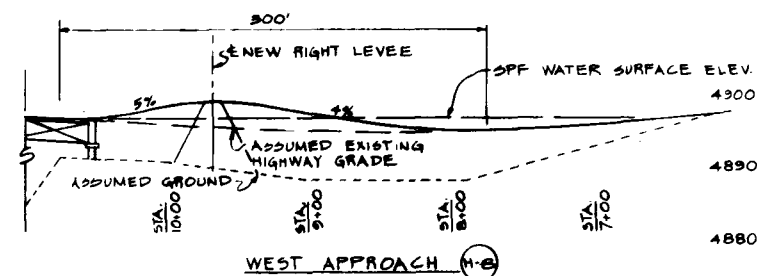 300'
℄ NEW RIGHT LEVEE
SPF WATER SURFACE ELEV.
4900
5%
4%
ASSUMED EXISTING
HIGHWAY GRADE
4890
ASSUMED GROUND
STA.
10+00
STA.
9+00
STA.
8+00
STA.
7+00
4880
WEST APPROACH